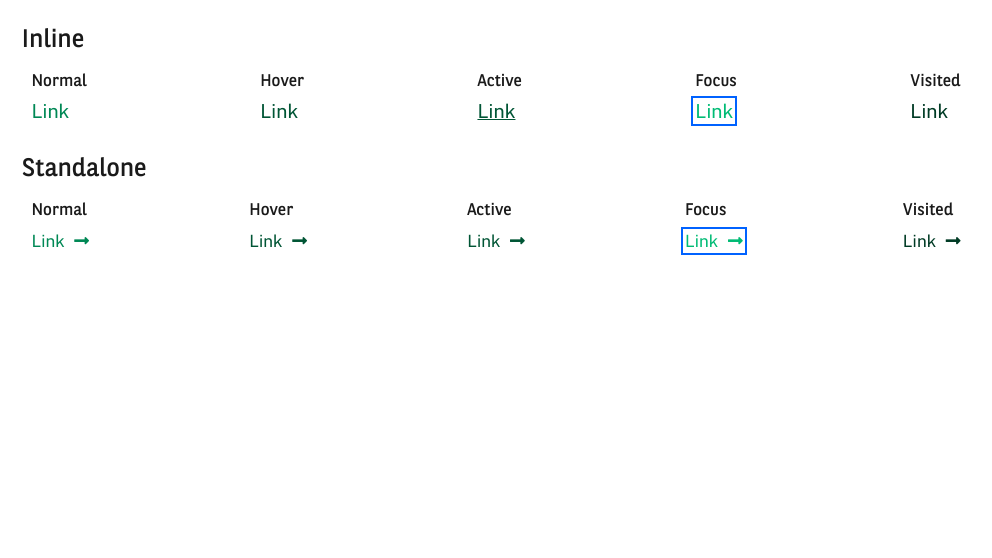 Inline
Normal Hover Active Focus Visited
Link Link Link Link Link
Standalone
Normal Hover Active Focus Visited
Link → Link → Link → Link → Link →